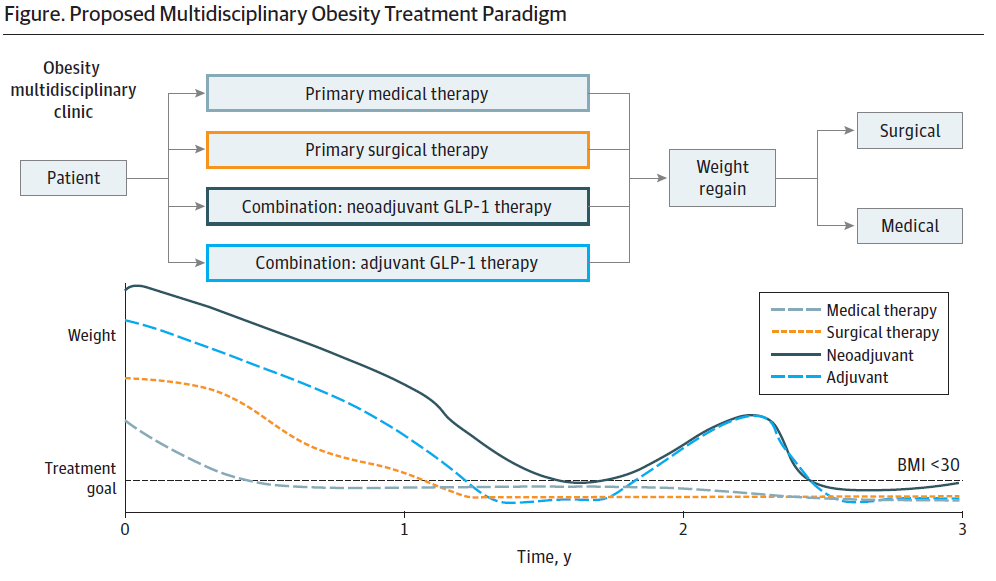 Figure. Proposed Multidisciplinary Obesity Treatment Paradigm
Obesity
multidisciplinary
clinic
Patient
Primary medical therapy
Primary surgical therapy
Combination: neoadjuvant GLP-1 therapy
Combination: adjuvant GLP-1 therapy
Weight
regain
Surgical
Medical
Weight
Treatment
goal
Medical therapy
Surgical therapy
Neoadjuvant
Adjuvant
BMI <30
0
1
2
3
Time, y